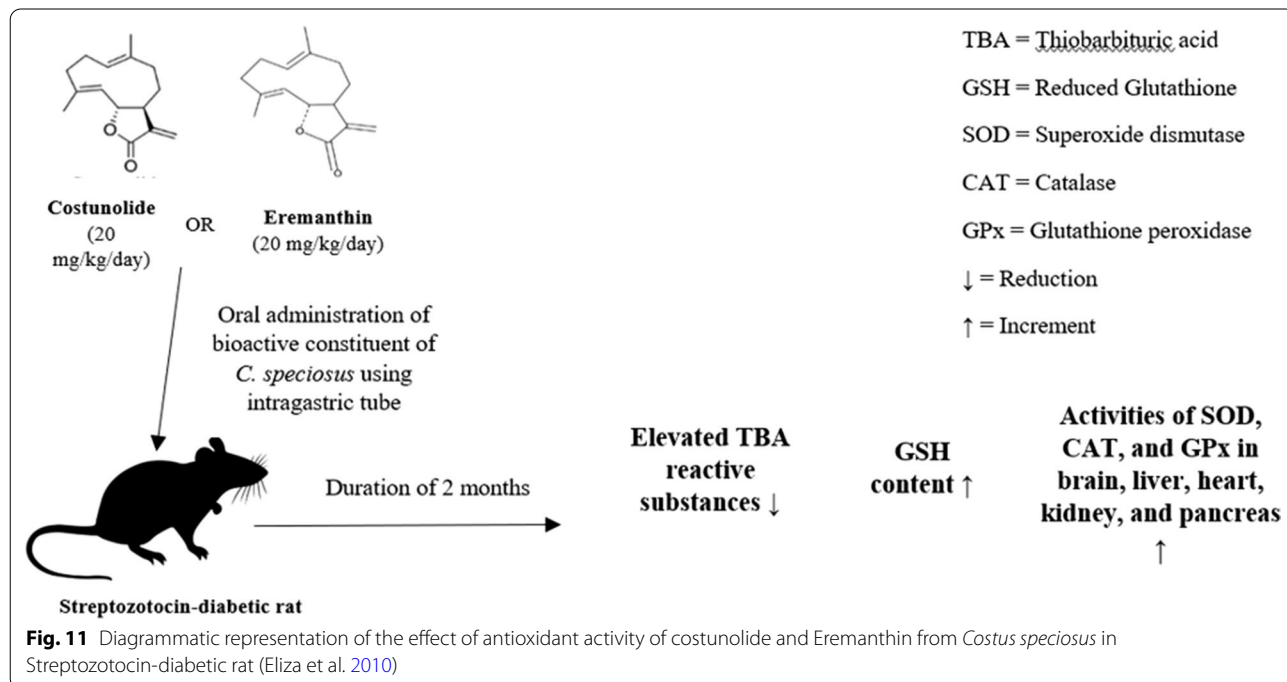 TBA = Thiobarbituric acid
GSH = Reduced Glutathione
SOD = Superoxide dismutase
CAT = Catalase
GPx = Glutathione peroxidase
↓ = Reduction
↑ = Increment
O
O
O
O
Costunolide
(20
mg/kg/day)
OR
Eremanthin
(20 mg/kg/day)
Oral administration of
bioactive constituent of
C. speciosus using
intragastric tube
Duration of 2 months
Elevated TBA
reactive
substances ↓
GSH
content ↑
Activities of SOD,
CAT, and GPx in
brain, liver, heart,
kidney, and pancreas
↑
Streptozotocin-diabetic rat
Fig. 11 Diagrammatic representation of the effect of antioxidant activity of costunolide and Eremanthin from Costus speciosus in
Streptozotocin-diabetic rat (Eliza et al. 2010)